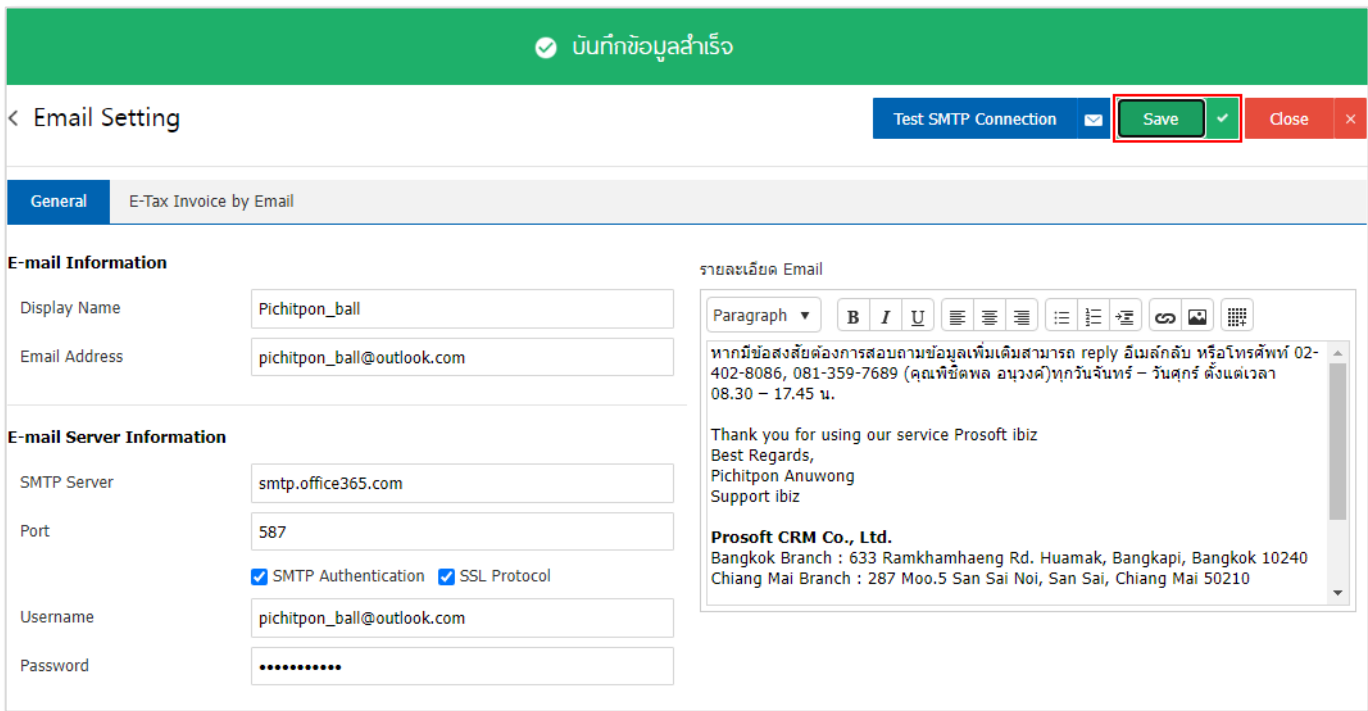 บันทึกข้อมูลสำเร็จ
Email Setting
Test SMTP Connection
Save
Close
General
E-Tax Invoice by Email
E-mail Information
Display Name
Pichitpon_ball
Email Address
pichitpon_ball@outlook.com
E-mail Server Information
SMTP Server
smtp.office365.com
Port
587
SMTP Authentication
SSL Protocol
Username
pichitpon_ball@outlook.com
Password
•••••••••••
รายละเอียด Email
Paragraph
B I U
หากมีข้อสงสัยต้องการสอบถามข้อมูลเพิ่มเติมสามารถ reply อีเมล์กลับ หรือโทรศัพท์ 02-
402-8086, 081-359-7689 (คุณพิชิตพล อนุวงค์)ทุกวันจันทร์ – วันศุกร์ ตั้งแต่เวลา
08.30 – 17.45 น.
Thank you for using our service Prosoft ibiz
Best Regards,
Pichitpon Anuwong
Support ibiz
Prosoft CRM Co., Ltd.
Bangkok Branch : 633 Ramkhamhaeng Rd. Huamak, Bangkapi, Bangkok 10240
Chiang Mai Branch : 287 Moo.5 San Sai Noi, San Sai, Chiang Mai 50210